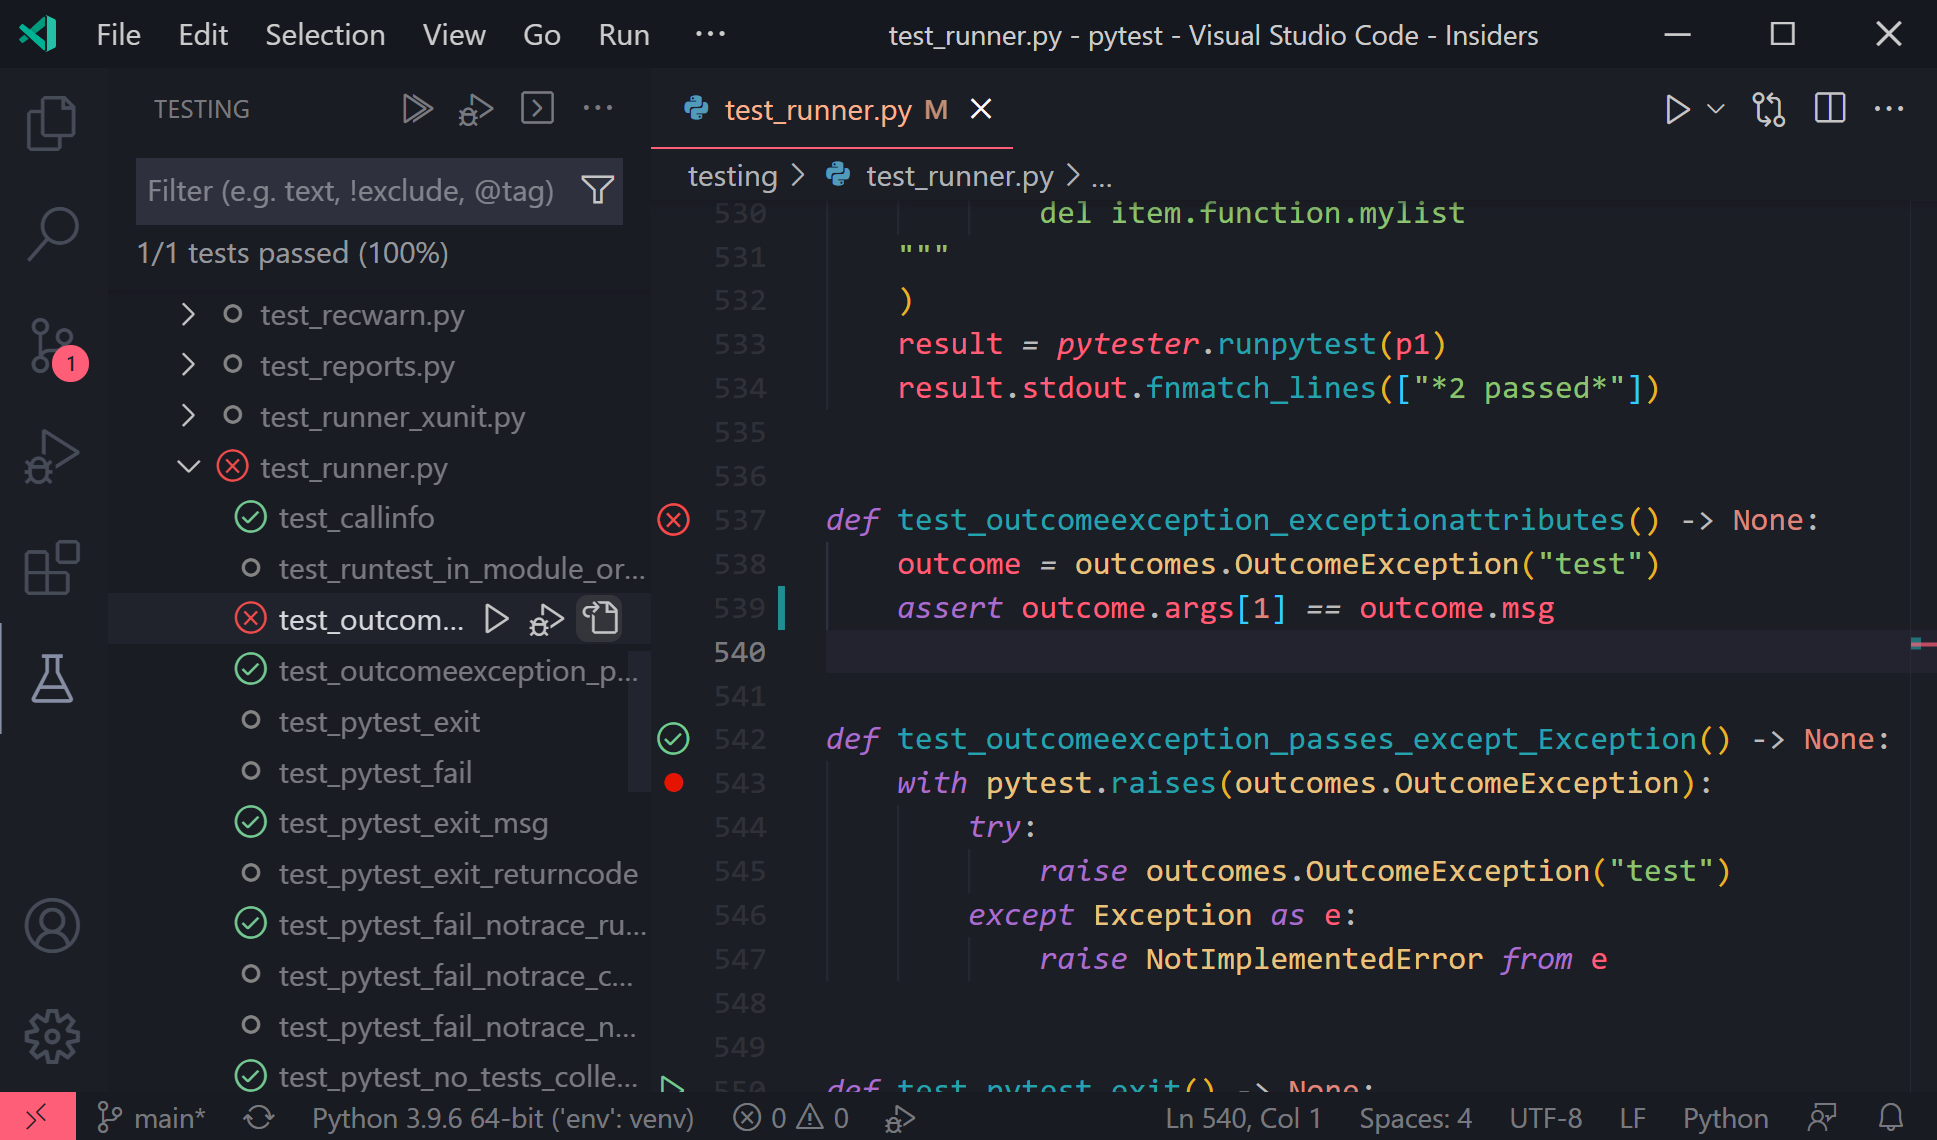 File Edit Selection View Go Run ··· test_runner.py - pytest - Visual Studio Code - Insiders
TESTING
Filter (e.g. text, !exclude, @tag)
1/1 tests passed (100%)
test_recwarn.py
test_reports.py
test_runner_xunit.py
test_runner.py
test_callinfo
test_runtest_in_module_or...
test_outcom...
test_outcomeexception_p...
test_pytest_exit
test_pytest_fail
test_pytest_exit_msg
test_pytest_exit_returncode
test_pytest_fail_notrace_ru...
test_pytest_fail_notrace_c...
test_pytest_fail_notrace_n...
test_pytest_no_tests_colle...
1
test_runner.py M
testing > test_runner.py > ...
530 del item.function.mylist
531 """
532 )
533 result = pytester.runpytest(p1)
534 result.stdout.fnmatch_lines(["*2 passed*"])
535
536
537 def test_outcomeexception_exceptionattributes() -> None:
538 outcome = outcomes.OutcomeException("test")
539 assert outcome.args[1] == outcome.msg
540
541
542 def test_outcomeexception_passes_except_Exception() -> None:
543 with pytest.raises(outcomes.OutcomeException):
544 try:
545 raise outcomes.OutcomeException("test")
546 except Exception as e:
547 raise NotImplementedError from e
548
549
550 def test_pytest_exit() -> None:
main* Python 3.9.6 64-bit ('env': venv) 0 0 Ln 540, Col 1 Spaces: 4 UTF-8 LF Python